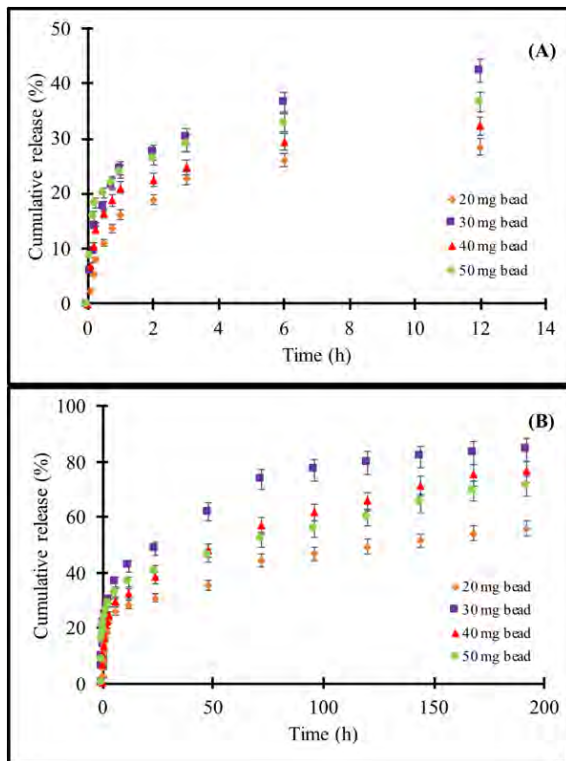 (A)
50
40
30
20
10
0
Cumulative release (%)
20 mg bead
30 mg bead
40 mg bead
50 mg bead
0 2 4 6 8 10 12 14
Time (h)
(B)
100
80
60
40
20
0
Cumulative release (%)
20 mg bead
30 mg bead
40 mg bead
50 mg bead
0 50 100 150 200
Time (h)